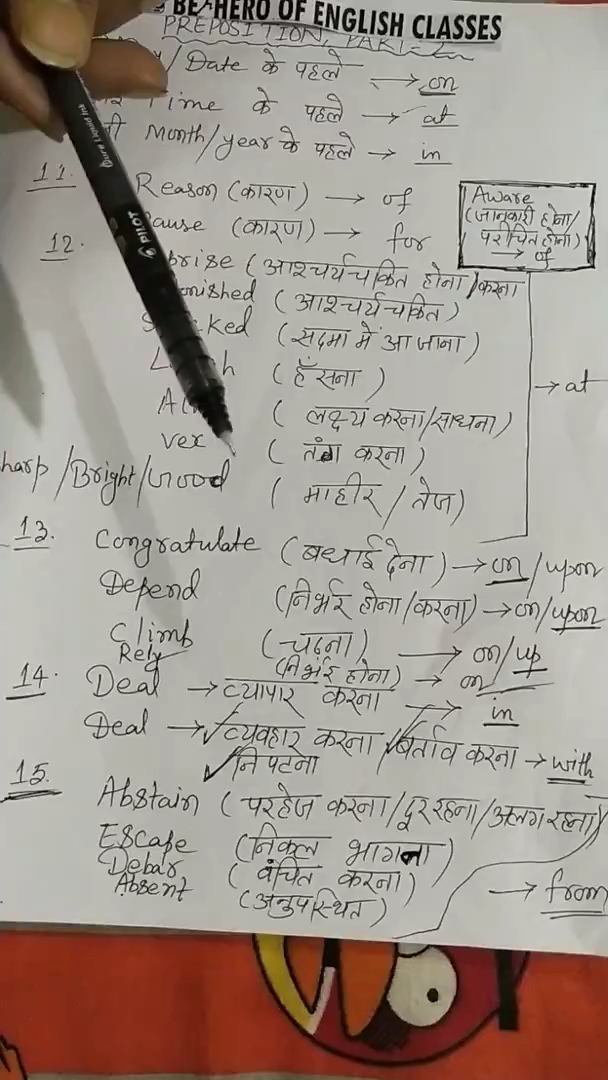 BE-HERO OF ENGLISH CLASSES
PREPOSITION, PART-2
/ Date के पहले → on
Time के पहले → at
Month/year के पहले → in
11. Reason (कारण) → of
(कारण) → for
Aware
(जानकारी होना/
परीचित होना)
→ of
12. (आश्चर्यचकित होना/करना
(आश्चर्यचकित)
(सदमा में आ जाना)
(हँसना)
→ at
(लक्ष्य करना/साधना)
vex (तंग करना)
/Bright/Good (माहीर / तेज)
13. Congratulate (बधाई देना) → on/upon
Depend (निर्भर होना/करना) → on/upon
Climb (चढ़ना) → on/up
Rely (निर्भर होना) → on
14. Deal → व्यापार करना → in
Deal → व्यवहार करना/बर्ताव करना → with
निपटना
15. Abstain (परहेज करना/दूर रहना/अलग रहना)
Escape (निकल भागना)
Debar (वंचित करना)
Absent (अनुपस्थित) → from
PILOT